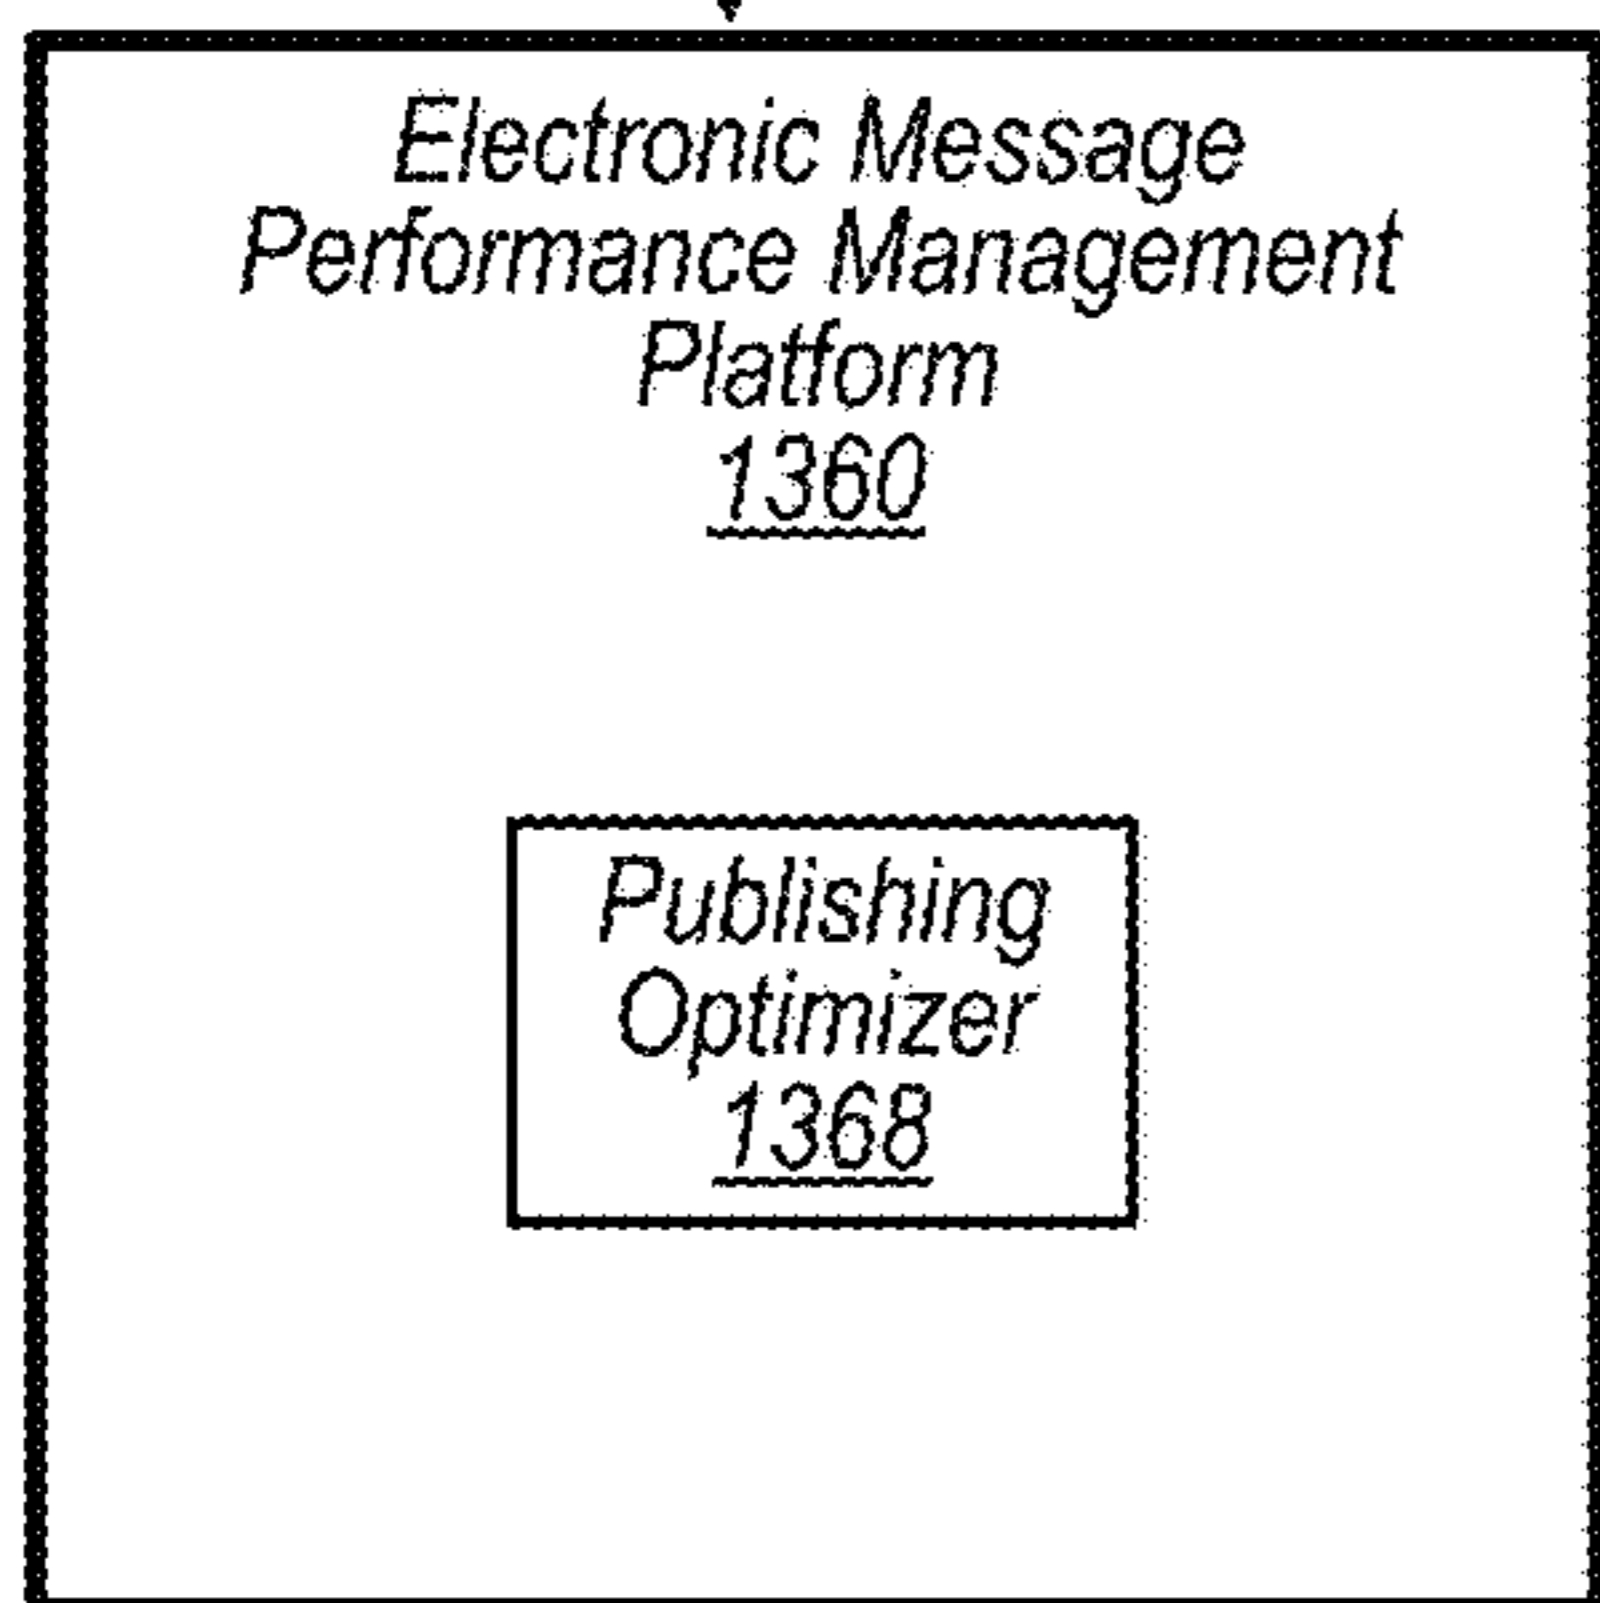 Electronic Message
Performance Management
Platform
1360
Publishing
Optimizer
1368